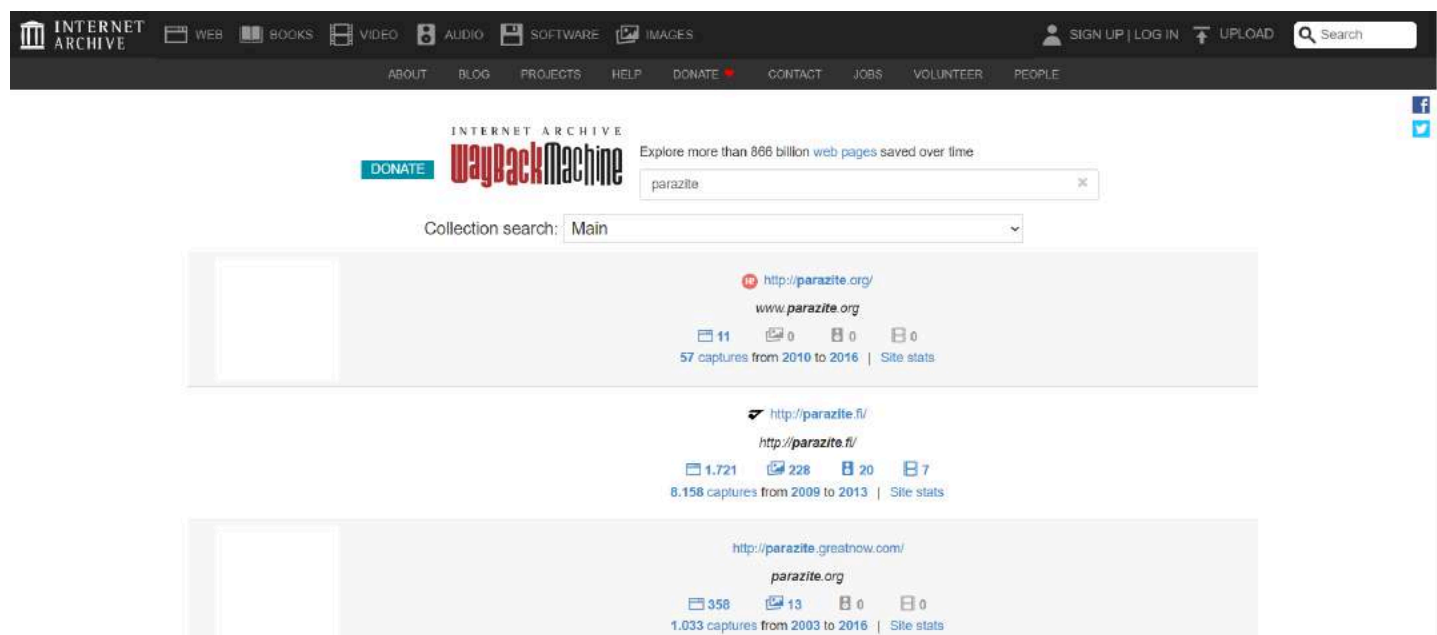 INTERNET ARCHIVE WEB BOOKS VIDEO AUDIO SOFTWARE IMAGES SIGN UP | LOG IN UPLOAD Search
ABOUT BLOG PROJECTS HELP DONATE CONTACT JOBS VOLUNTEER PEOPLE
INTERNET ARCHIVE
DONATE WayBackMachine Explore more than 866 billion web pages saved over time
parazite
Collection search: Main
http://parazite.org/
www.parazite.org
11 0 0 0
57 captures from 2010 to 2016 | Site stats
http://parazite.fi/
http://parazite.fi/
1.721 228 20 7
8.158 captures from 2009 to 2013 | Site stats
http://parazite.greatnow.com/
parazite.org
358 13 0 0
1.033 captures from 2003 to 2016 | Site stats